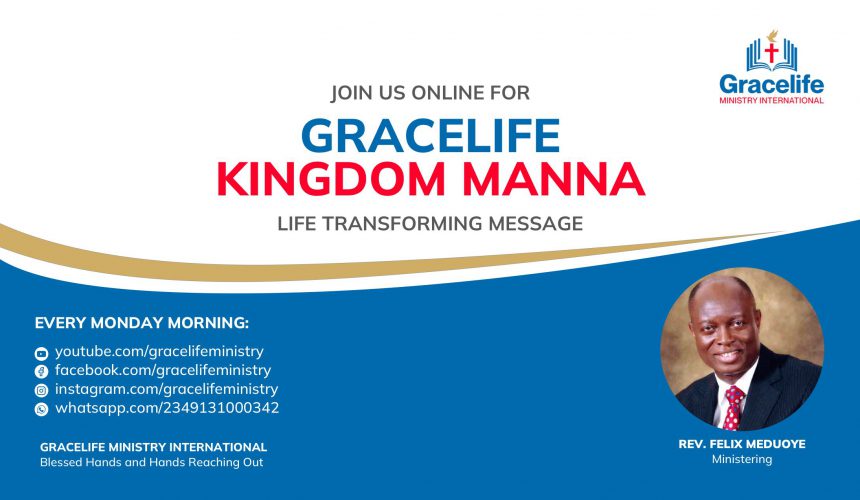 Gracelife
MINISTRY INTERNATIONAL
JOIN US ONLINE FOR
GRACELIFE
KINGDOM MANNA
LIFE TRANSFORMING MESSAGE
EVERY MONDAY MORNING:
youtube.com/gracelifeministry
facebook.com/gracelifeministry
instagram.com/gracelifeministry
whatsapp.com/2349131000342
GRACELIFE MINISTRY INTERNATIONAL
Blessed Hands and Hands Reaching Out
REV. FELIX MEDUOYE
Ministering